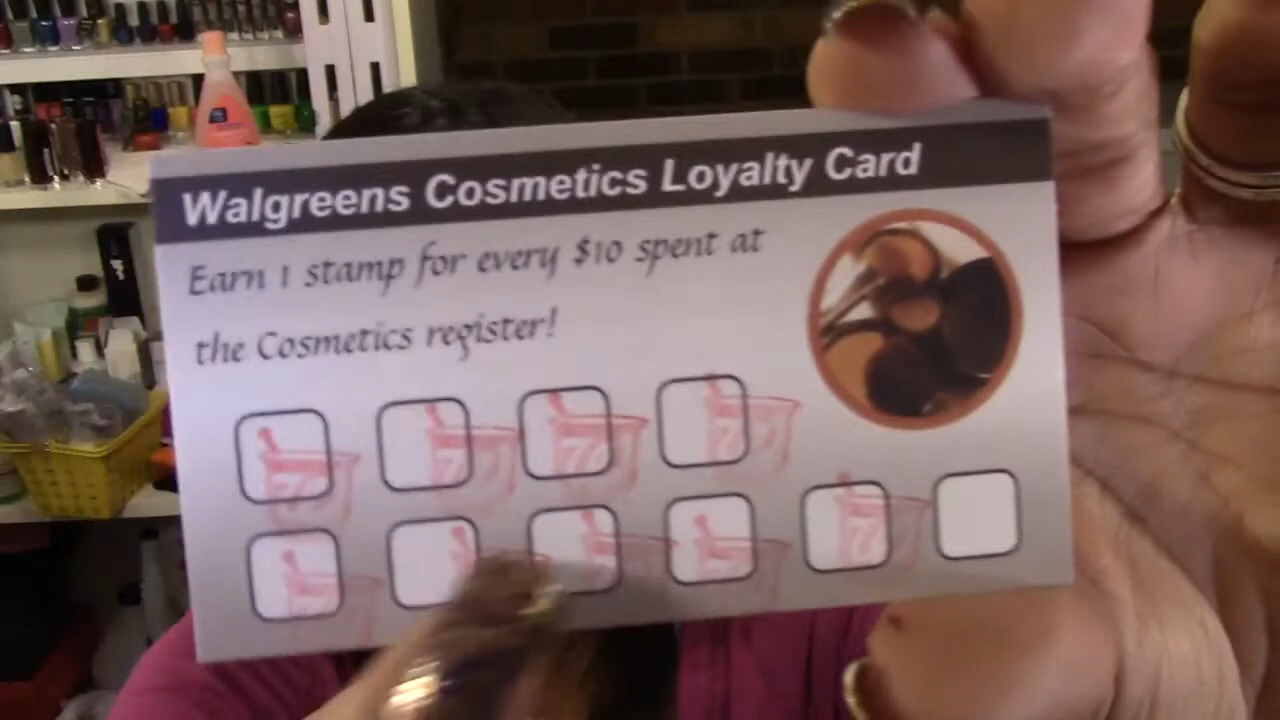 Walgreens Cosmetics Loyalty Card
Earn 1 stamp for every $10 spent at
the Cosmetics register!